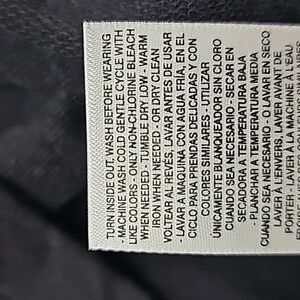 TURN INSIDE OUT. WASH BEFORE WEARING
- MACHINE WASH COLD GENTLE CYCLE WITH
LIKE COLORS - ONLY NON-CHLORINE BLEACH
WHEN NEEDED - TUMBLE DRY LOW - WARM
IRON WHEN NEEDED OR DRY CLEAN
VOLTEAR AL REVÉS. LAVAR ANTES DE USAR
- LAVAR A MAQUINA CON AGUA FRIA, EN EL
CICLO PARA PRENDAS DELICADAS Y CON
COLORES SIMILARES - UTILIZAR
ÚNICAMENTE BLANQUEADOR SIN CLORO
CUANDO SEA NECESARIO - SECAR EN
SECADORA A TEMPERATURA BAJA
- PLANCHAR A TEMPERATURA MEDIA
CUANDO SEA NECESARIO O LAVAR EN SECO
LAVER À L'ENVERS. LAVER AVANT DE
PORTER - LAVER À LA MACHINE À